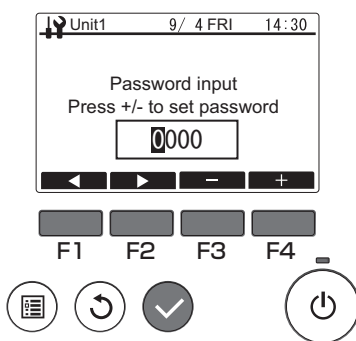 Unit1 9/ 4 FRI 14:30
Password input
Press +/- to set password
0000
− +
F1 F2 F3 F4